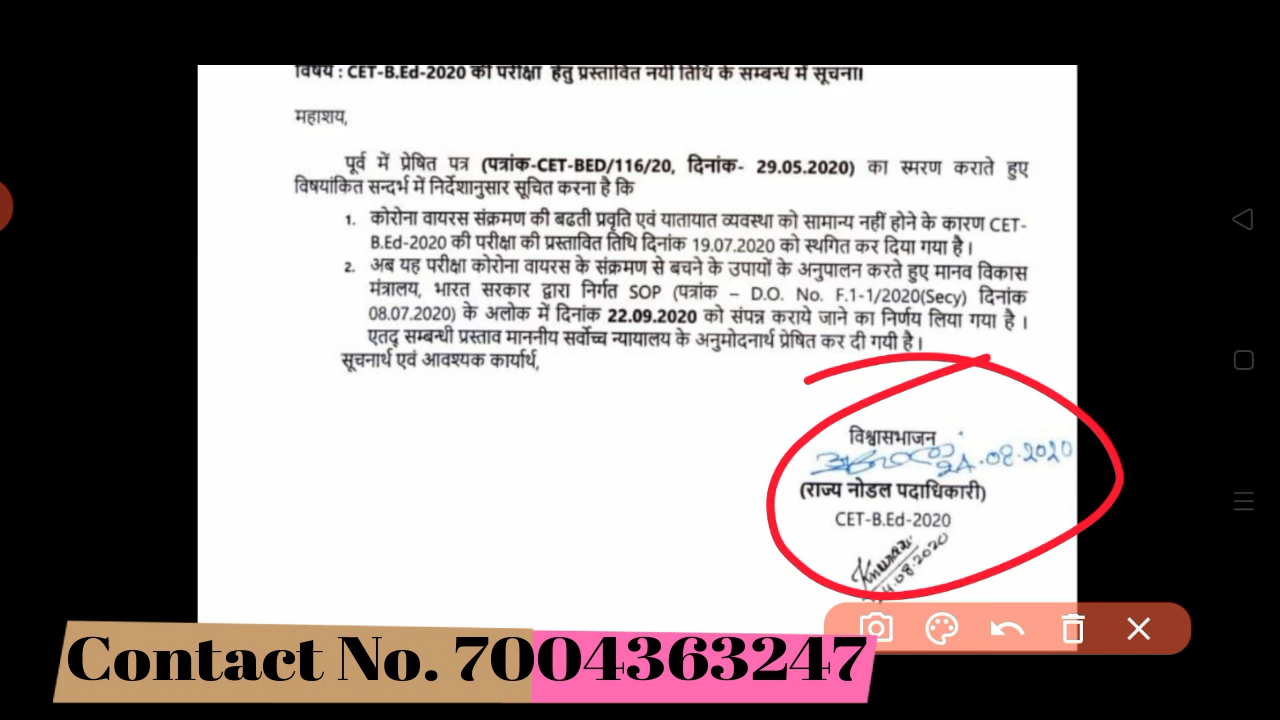 विषय : CET-B.Ed-2020 की परीक्षा हेतु प्रस्तावित नयी तिथि के सम्बन्ध में सूचना।
महाशय,
पूर्व में प्रेषित पत्र (पत्रांक-CET-BED/116/20, दिनांक- 29.05.2020) का स्मरण कराते हुए
विषयांकित सन्दर्भ में निर्देशानुसार सूचित करना है कि
1. कोरोना वायरस संक्रमण की बढती प्रवृति एवं यातायात व्यवस्था को सामान्य नहीं होने के कारण CET-
B.Ed-2020 की परीक्षा की प्रस्तावित तिथि दिनांक 19.07.2020 को स्थगित कर दिया गया है।
2. अब यह परीक्षा कोरोना वायरस के संक्रमण से बचने के उपायों के अनुपालन करते हुए मानव विकास
मंत्रालय, भारत सरकार द्वारा निर्गत SOP (पत्रांक – D.O. No. F.1-1/2020(Secy) दिनांक
08.07.2020) के अलोक में दिनांक 22.09.2020 को संपन्न कराये जाने का निर्णय लिया गया है ।
एतद् सम्बन्धी प्रस्ताव माननीय सर्वोच्च न्यायालय के अनुमोदनार्थ प्रेषित कर दी गयी है।
सूचनार्थ एवं आवश्यक कार्यार्थ,
विश्वासभाजन
24.08.2020
(राज्य नोडल पदाधिकारी)
CET-B.Ed-2020
Contact No. 7004363247